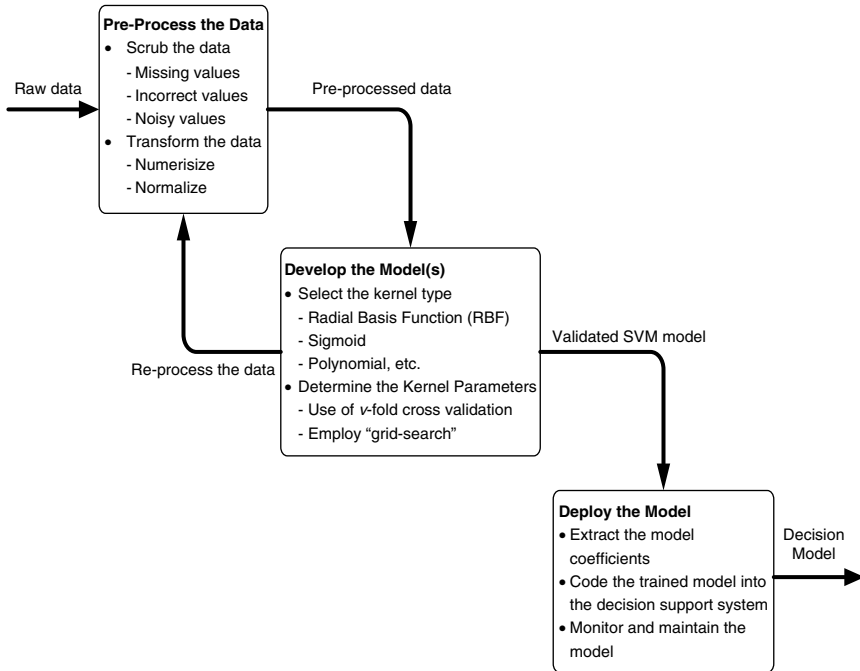 Pre-Process the Data
• Scrub the data
- Missing values
- Incorrect values
- Noisy values
• Transform the data
- Numerisize
- Normalize
Raw data
Pre-processed data
Develop the Model(s)
• Select the kernel type
- Radial Basis Function (RBF)
- Sigmoid
- Polynomial, etc.
• Determine the Kernel Parameters
- Use of v-fold cross validation
- Employ “grid-search”
Re-process the data
Validated SVM model
Deploy the Model
• Extract the model
coefficients
• Code the trained model into
the decision support system
• Monitor and maintain the
model
Decision
Model